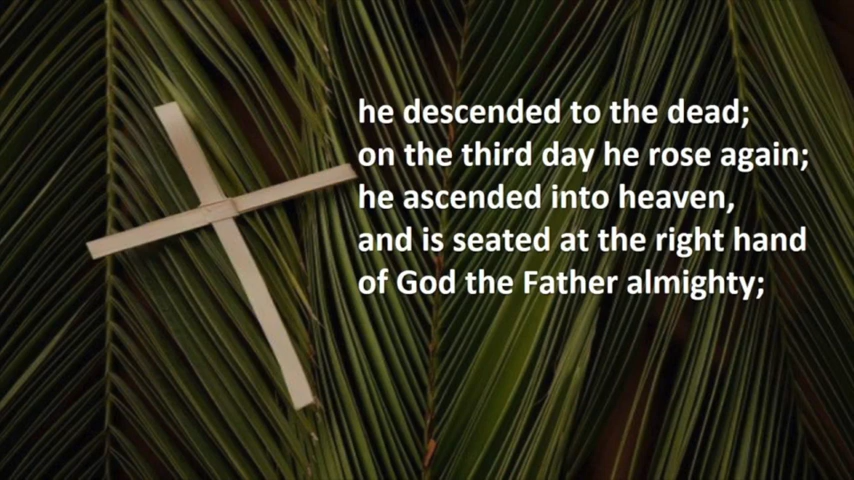 he descended to the dead;
on the third day he rose again;
he ascended into heaven,
and is seated at the right hand
of God the Father almighty;